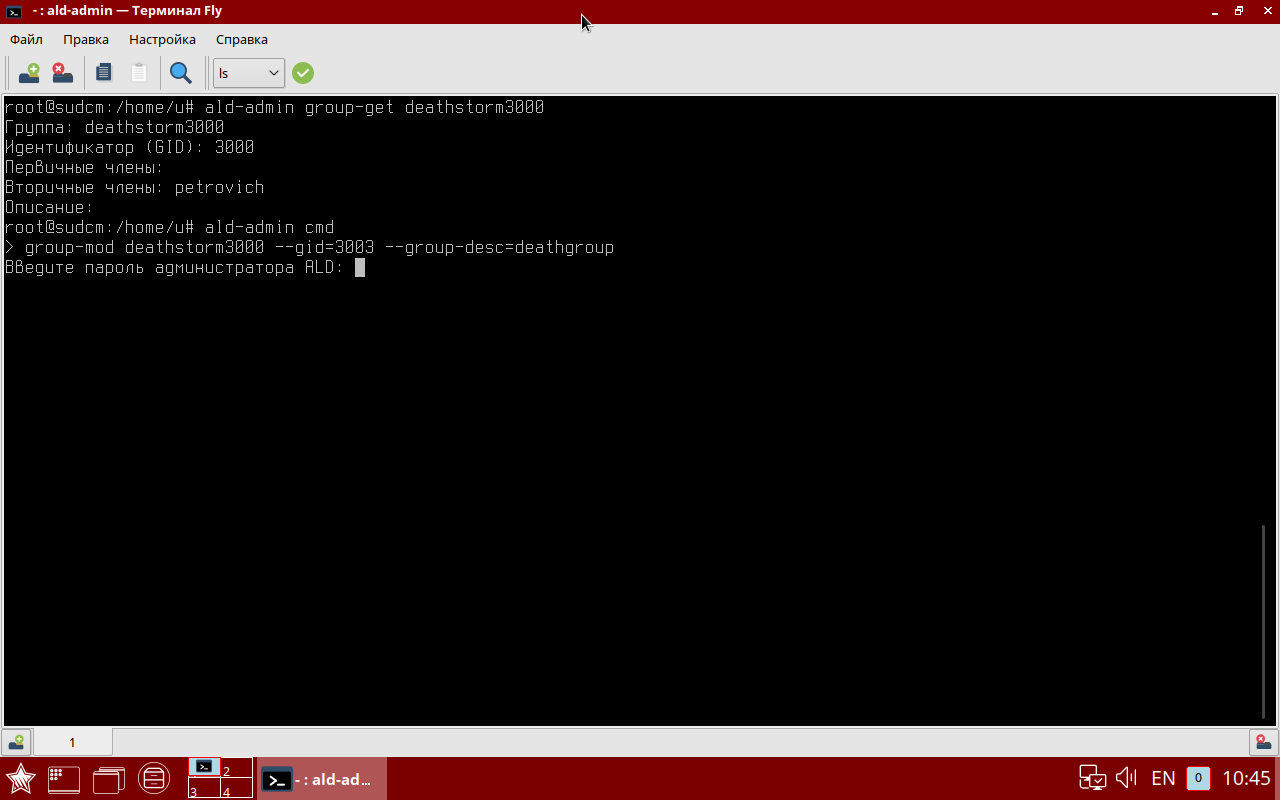 - : ald-admin — Терминал Fly
Файл Правка Настройка Справка
ls
root@sudcm:/home/u# ald-admin group-get deathstorm3000
Группа: deathstorm3000
Идентификатор (GID): 3000
Первичные члены:
Вторичные члены: petrovich
Описание:
root@sudcm:/home/u# ald-admin cmd
> group-mod deathstorm3000 --gid=3003 --group-desc=deathgroup
Введите пароль администратора ALD:
1
2
3 4
- : ald-ad...
EN 0 10:45